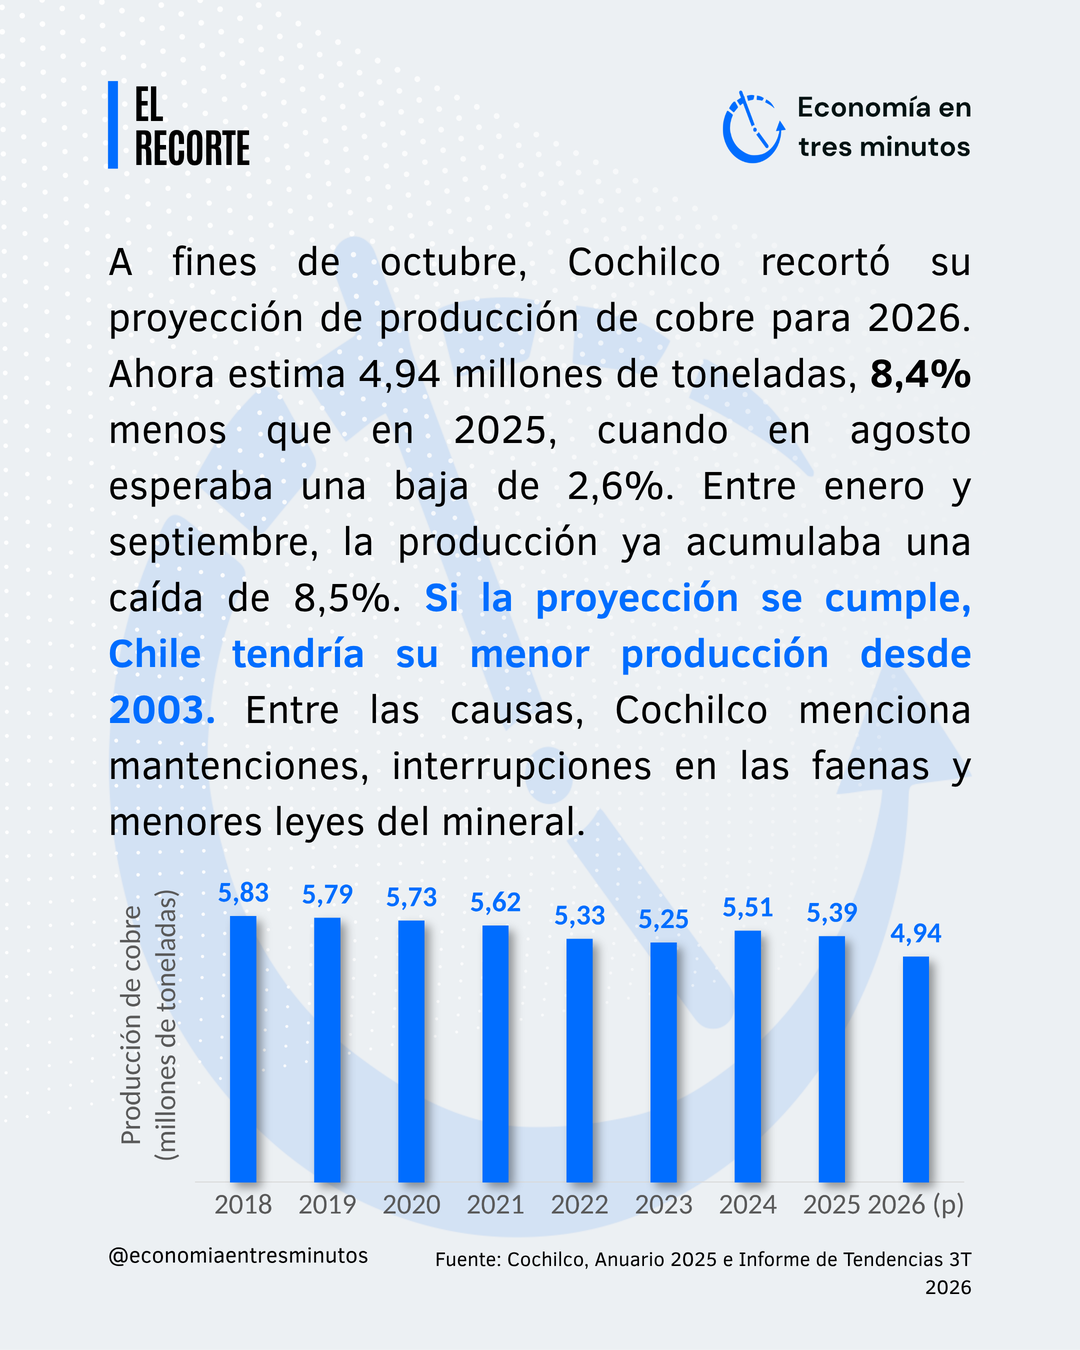 EL
RECORTE
Economía en
tres minutos
A fines de octubre, Cochilco recortó su
proyección de producción de cobre para 2026.
Ahora estima 4,94 millones de toneladas, 8,4%
menos que en 2025, cuando en agosto
esperaba una baja de 2,6%. Entre enero y
septiembre, la producción ya acumulaba una
caída de 8,5%. Si la proyección se cumple,
Chile tendría su menor producción desde
2003. Entre las causas, Cochilco menciona
mantenciones, interrupciones en las faenas y
menores leyes del mineral.
Producción de cobre
(millones de toneladas)
5,83 5,79 5,73 5,62 5,33 5,25 5,51 5,39 4,94
2018 2019 2020 2021 2022 2023 2024 2025 2026 (p)
@economiaentresminutos
Fuente: Cochilco, Anuario 2025 e Informe de Tendencias 3T
2026